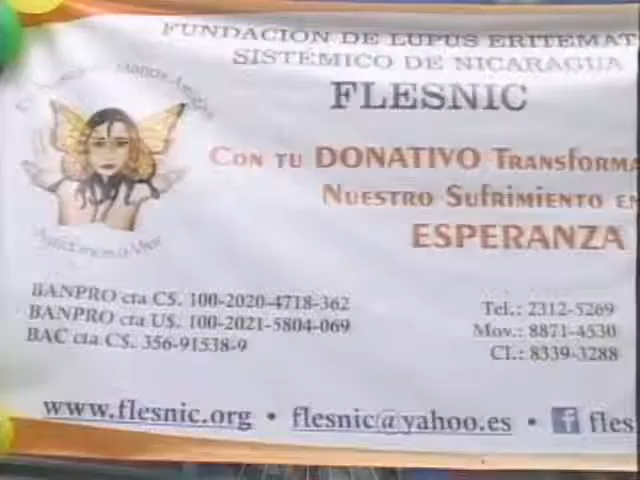 FUNDACION DE LUPUS ERITEMAT
SISTÉMICO DE NICARAGUA
FLESNIC
CON TU DONATIVO TRANSFORMA
NUESTRO SUFRIMIENTO EN
ESPERANZA
BANPRO cta C$. 100-2020-4718-362
BANPRO cta U$. 100-2021-5804-069
BAC cta C$. 356-91538-9
Tel.: 2312-5269
Mov.: 8871-4530
Cl.: 8339-3288
www.flesnic.org • flesnic@yahoo.es • f fles